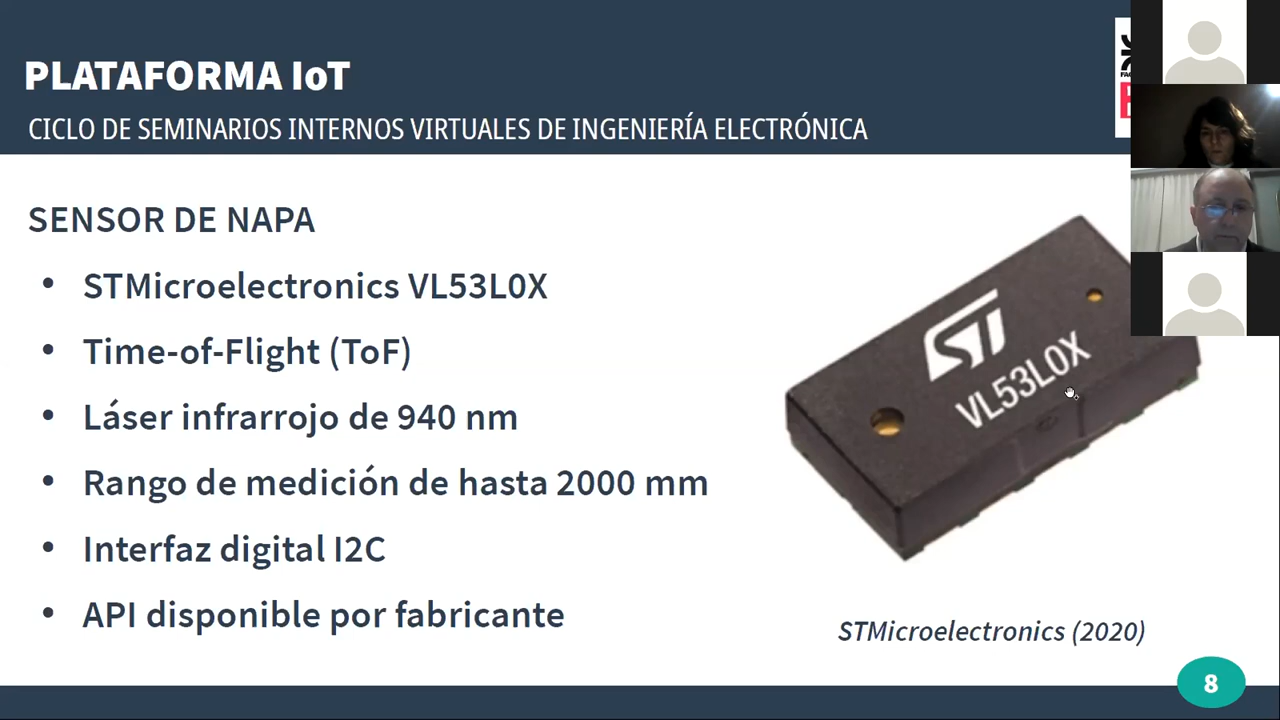 PLATAFORMA IoT
CICLO DE SEMINARIOS INTERNOS VIRTUALES DE INGENIERÍA ELECTRÓNICA
SENSOR DE NAPA
• STMicroelectronics VL53L0X
• Time-of-Flight (ToF)
• Láser infrarrojo de 940 nm
• Rango de medición de hasta 2000 mm
• Interfaz digital I2C
• API disponible por fabricante
ST
VL53L0X
STMicroelectronics (2020)
8